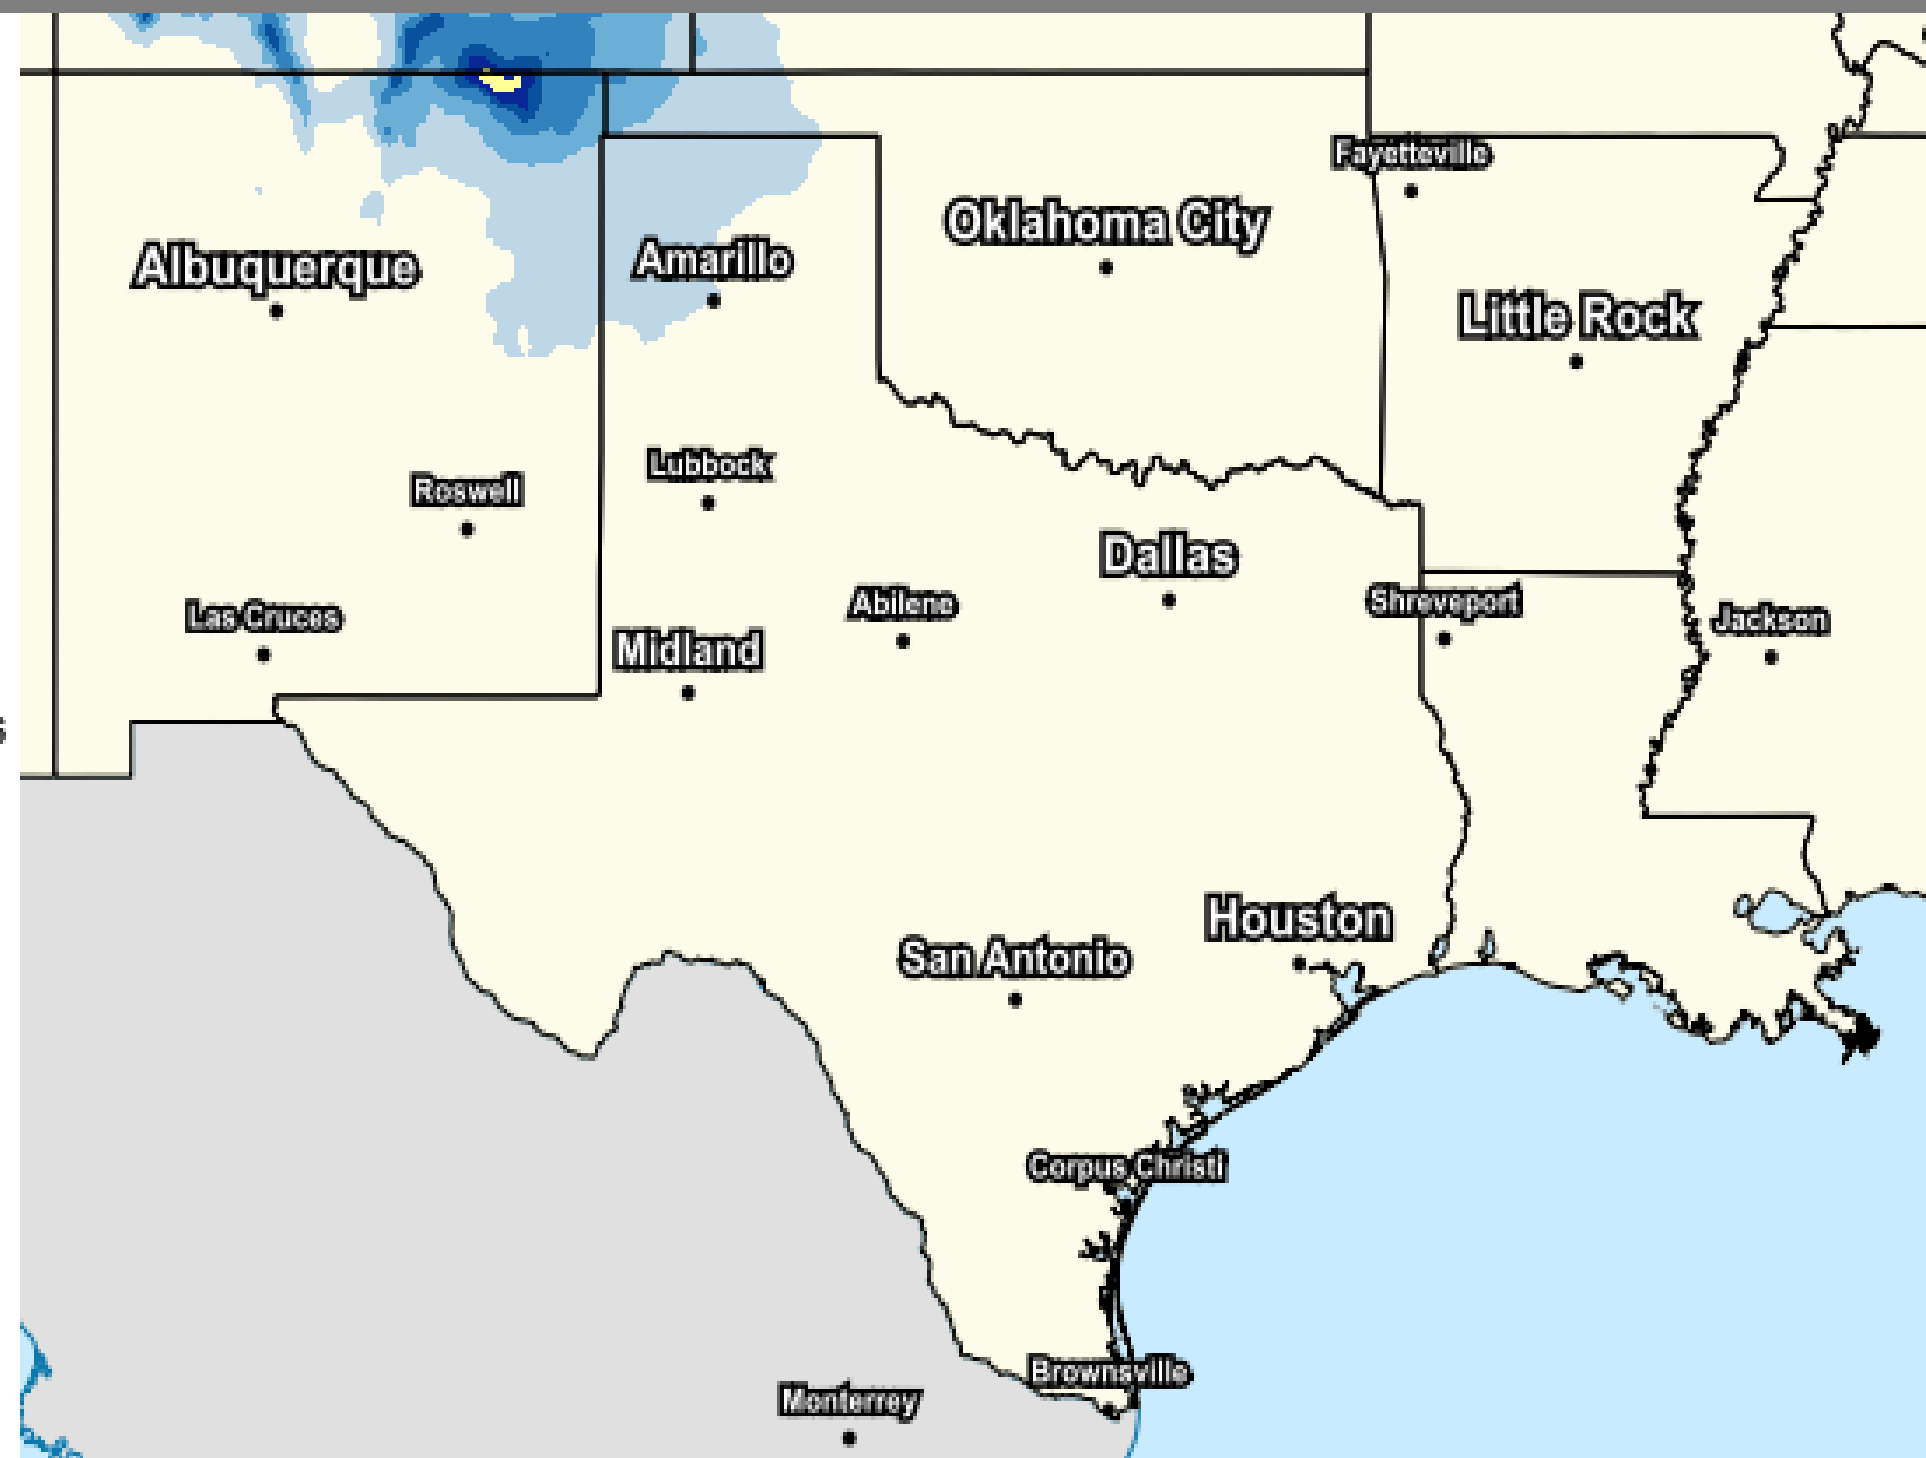 Fayetteville
Oklahoma City
Albuquerque
Amarillo
Little Rock
Lubbock
Roswell
Dallas
Abilene
Shreveport
Las Cruces
Jackson
Midland
s
Houston
San Antonio
Corpus Christi
Brownsville
Monterrey